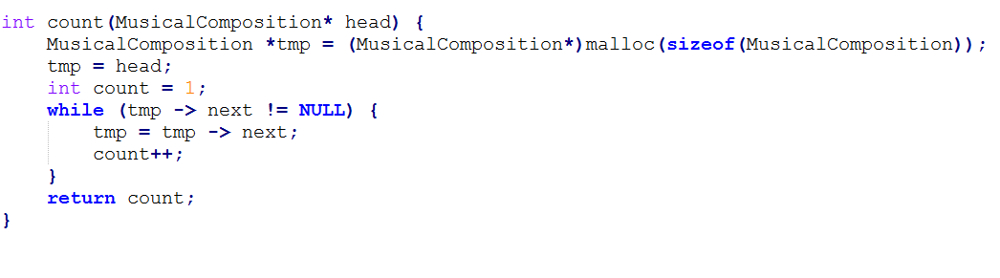 int count(MusicalComposition* head) {
    MusicalComposition *tmp = (MusicalComposition*)malloc(sizeof(MusicalComposition));
    tmp = head;
    int count = 1;
    while (tmp -> next != NULL) {
        tmp = tmp -> next;
        count++;
    }
    return count;
}